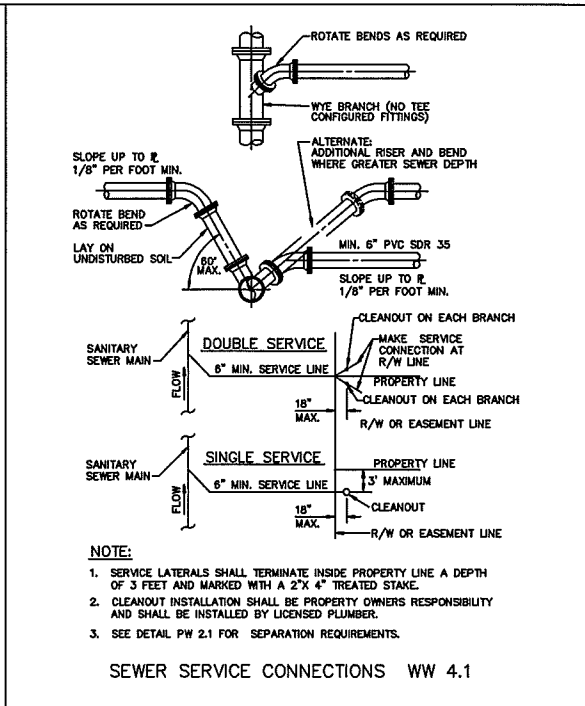 ROTATE BENDS AS REQUIRED
WYE BRANCH (NO TEE
CONFIGURED FITTINGS)
ALTERNATE:
ADDITIONAL RISER AND BEND
WHERE GREATER SEWER DEPTH
SLOPE UP TO ⅊
1/8" PER FOOT MIN.
ROTATE BEND
AS REQUIRED
LAY ON
UNDISTURBED SOIL
60°
MAX.
MIN. 6" PVC SDR 35
SLOPE UP TO ⅊
1/8" PER FOOT MIN.
CLEANOUT ON EACH BRANCH
SANITARY
SEWER MAIN
DOUBLE SERVICE
MAKE SERVICE
CONNECTION AT
R/W LINE
6" MIN. SERVICE LINE
FLOW
PROPERTY LINE
CLEANOUT ON EACH BRANCH
18"
MAX.
R/W OR EASEMENT LINE
SANITARY
SEWER MAIN
SINGLE SERVICE
PROPERTY LINE
6" MIN. SERVICE LINE
FLOW
3' MAXIMUM
CLEANOUT
18"
MAX.
R/W OR EASEMENT LINE
NOTE:
1. SERVICE LATERALS SHALL TERMINATE INSIDE PROPERTY LINE A DEPTH
OF 3 FEET AND MARKED WITH A 2"X 4" TREATED STAKE.
2. CLEANOUT INSTALLATION SHALL BE PROPERTY OWNERS RESPONSIBILITY
AND SHALL BE INSTALLED BY LICENSED PLUMBER.
3. SEE DETAIL PW 2.1 FOR SEPARATION REQUIREMENTS.
SEWER SERVICE CONNECTIONS WW 4.1